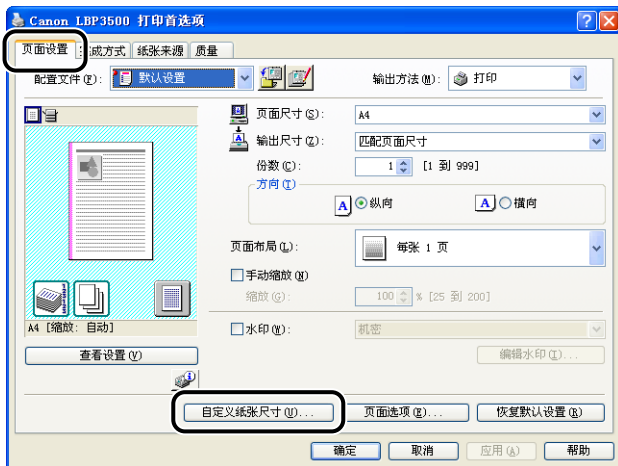 Canon LBP3500 打印首选项
页面设置 成方式 纸张来源 质量
配置文件(F): 默认设置 输出方法(M): 打印
页面尺寸(S): A4
输出尺寸(Z): 匹配页面尺寸
份数(C): 1 [1 到 999]
方向(T)
A 纵向 A 横向
页面布局(L): 每张 1 页
手动缩放(N)
缩放(G): 100 % [25 到 200]
A4 [缩放: 自动]
水印(W): 机密
查看设置(V) 编辑水印(I)...
自定义纸张尺寸(U)... 页面选项(E)... 恢复默认设置(R)
确定 取消 应用(A) 帮助